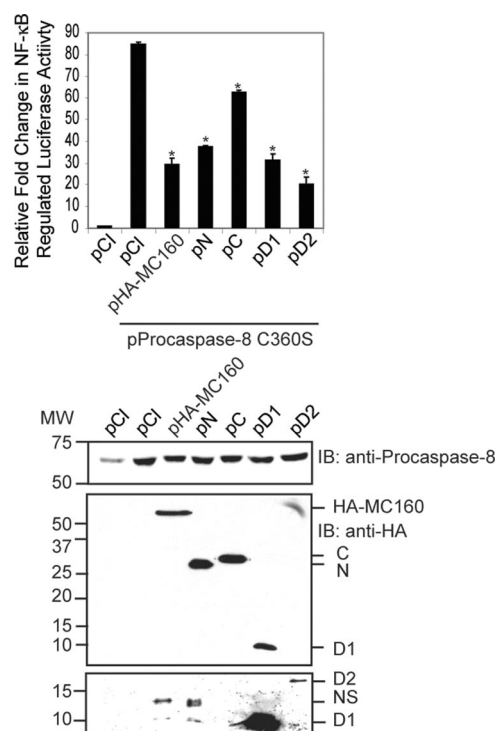 Relative Fold Change in NF-κB
Regulated Luciferase Actiivty
90
80
70
60
50
40
30
20
10
0
* * * * *
pCI pCI pHA-MC160 pN pC pD1 pD2
pProcaspase-8 C360S
MW pCI pCI pHA-MC160 pN pC pD1 pD2
75
50
IB: anti-Procaspase-8
50
37
25
20
15
10
HA-MC160
IB: anti-HA
C
N
D1
15
10
D2
NS
D1